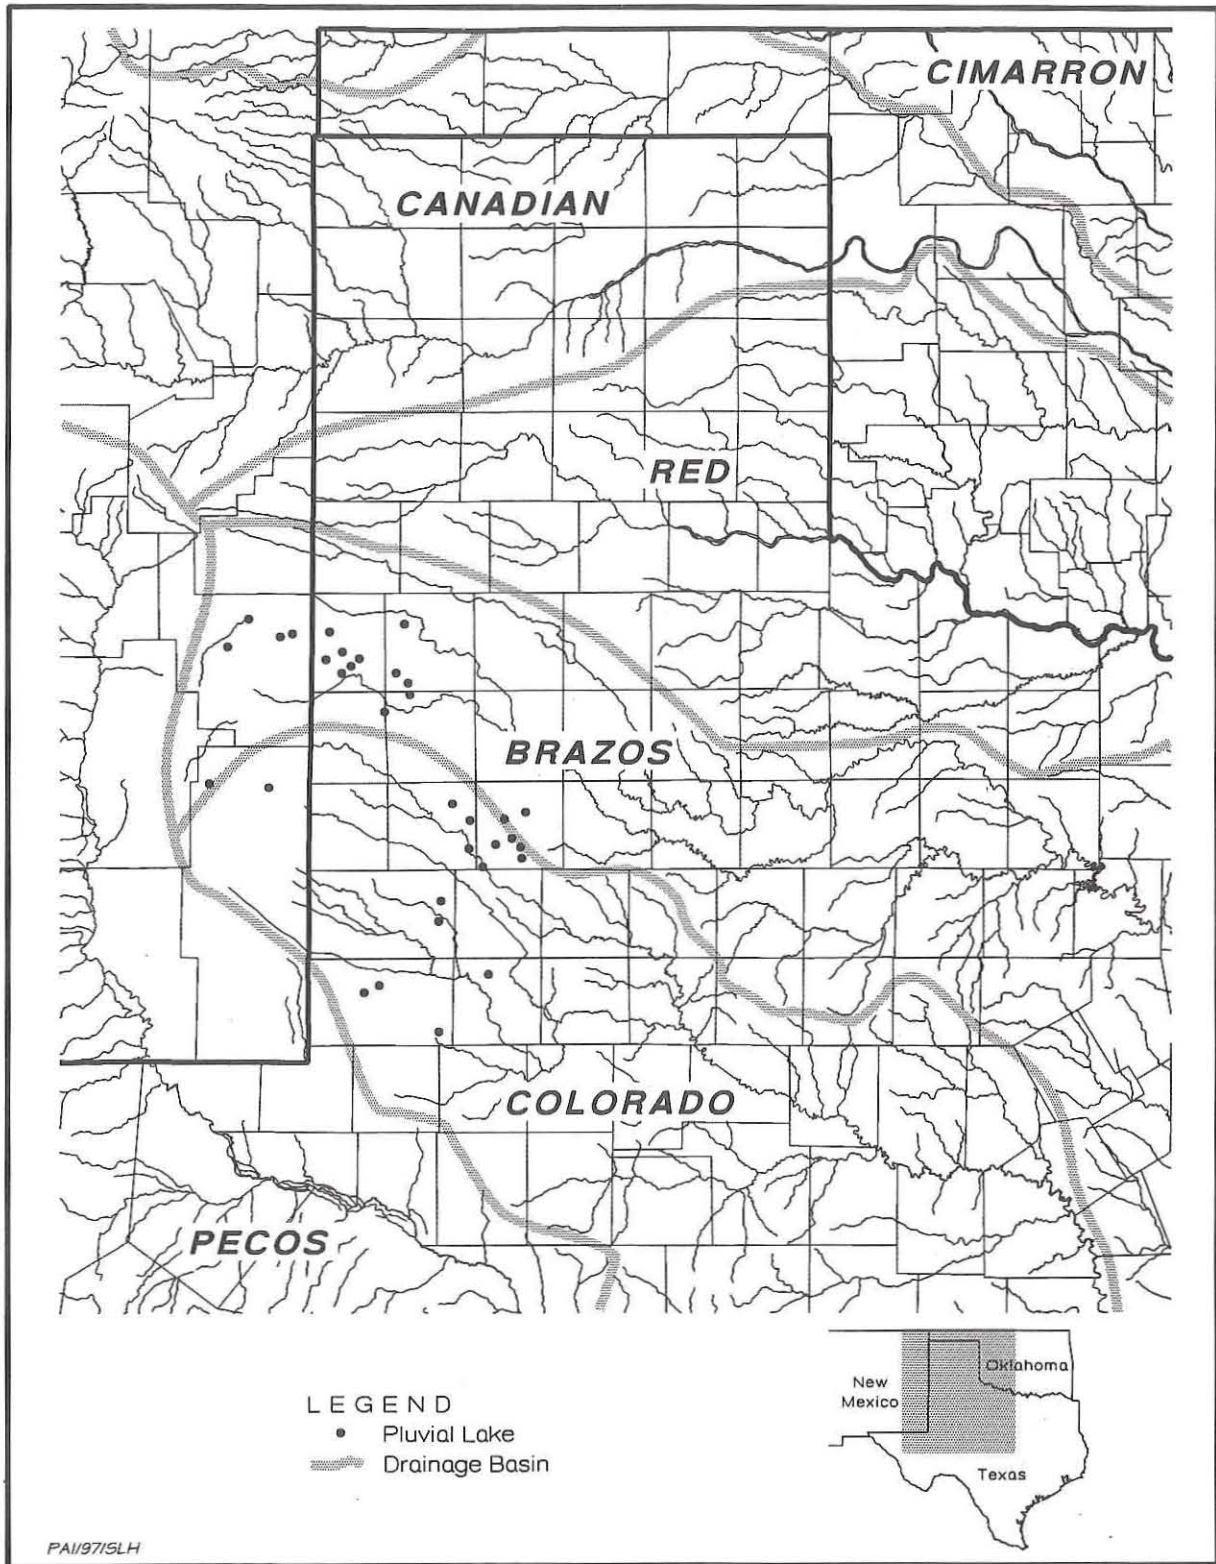 CIMARRON
CANADIAN
RED
BRAZOS
COLORADO
PECOS
LEGEND
Pluvial Lake
Drainage Basin
New
Mexico
Oklahoma
Texas
PAI/97/SLH